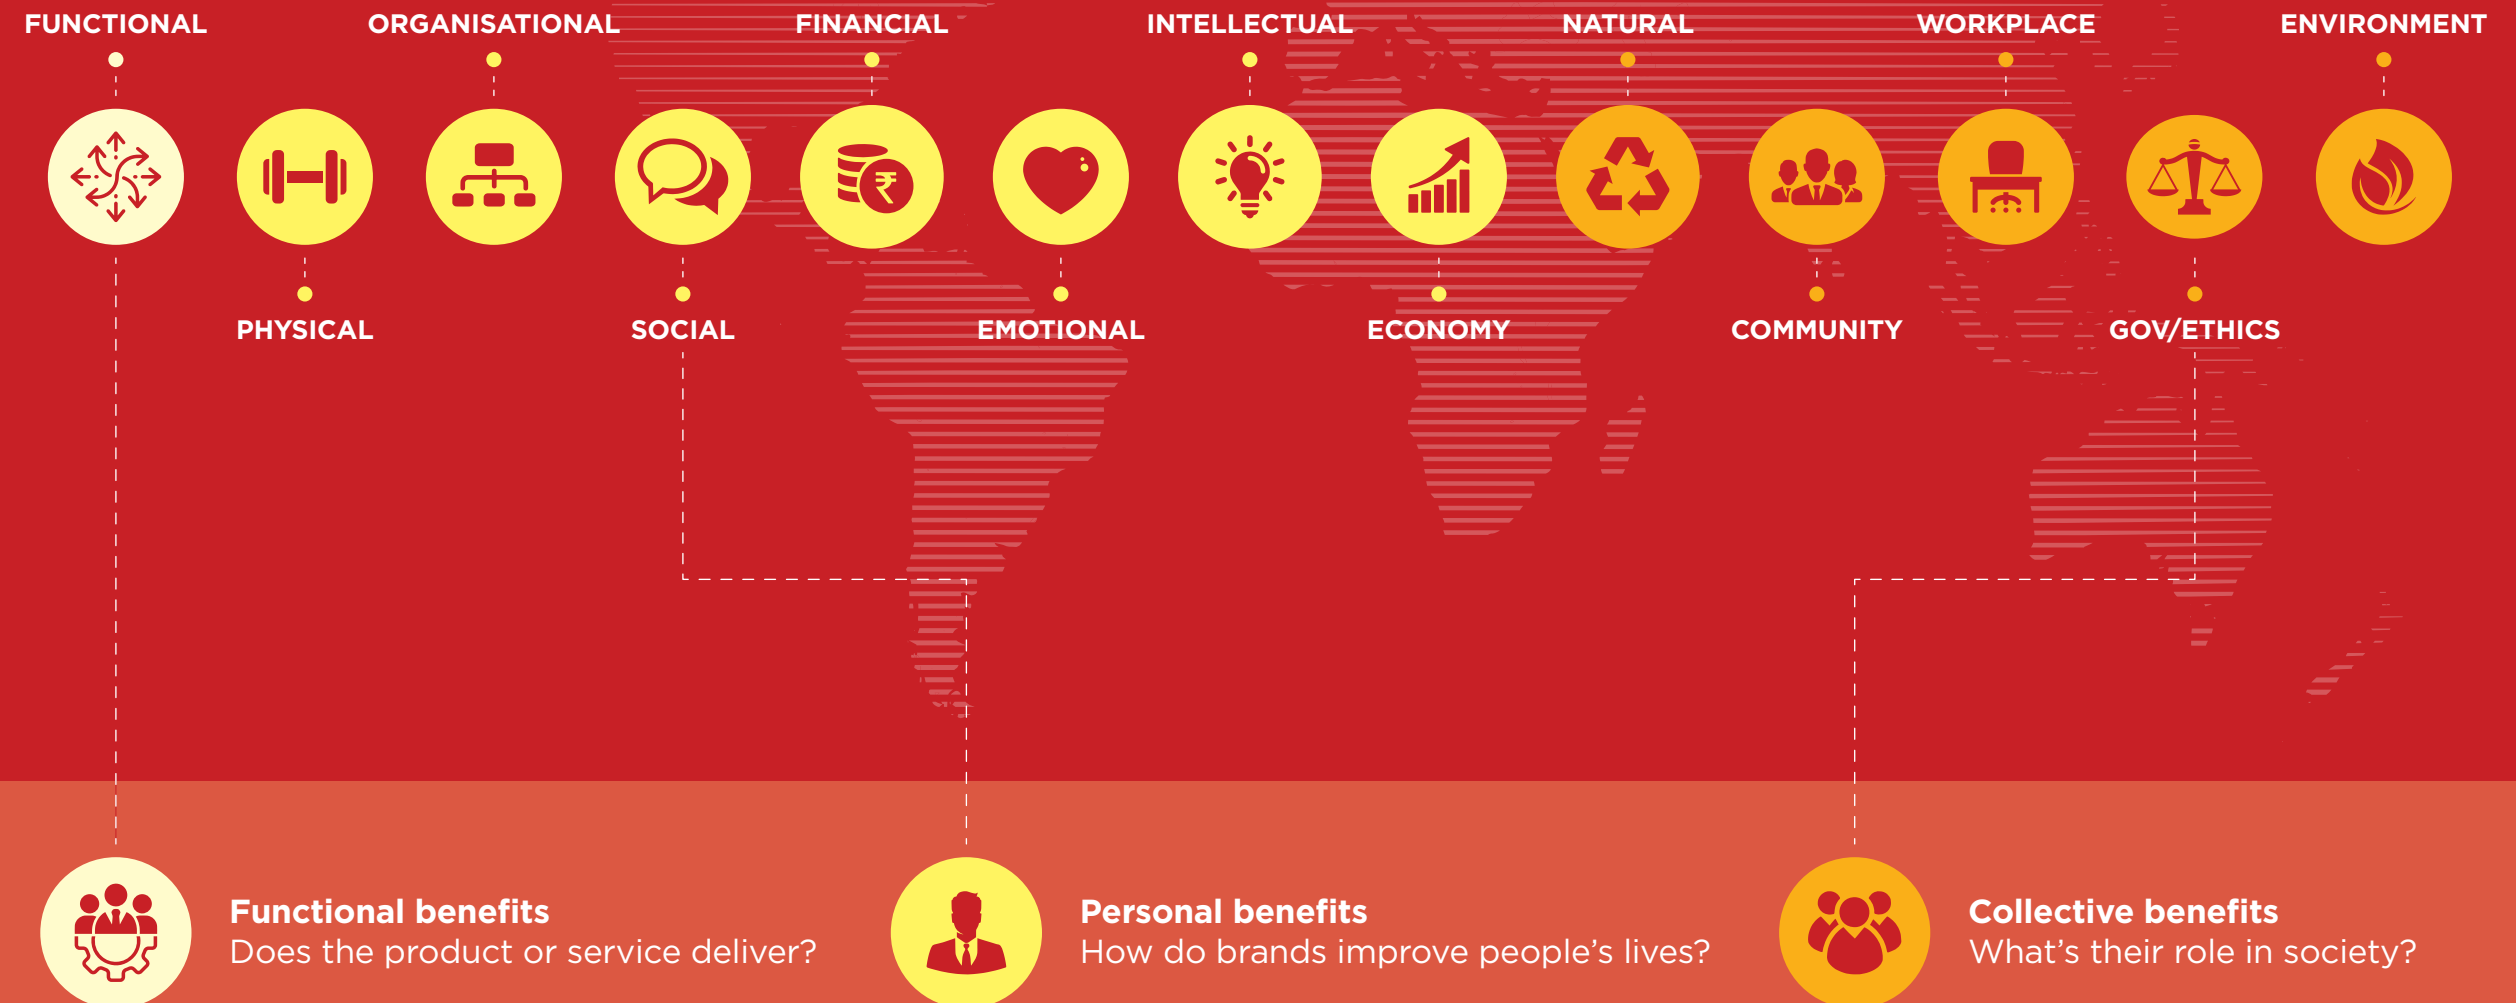 FUNCTIONAL
ORGANISATIONAL
FINANCIAL
INTELLECTUAL
NATURAL
WORKPLACE
ENVIRONMENT
₹
PHYSICAL
SOCIAL
EMOTIONAL
ECONOMY
COMMUNITY
GOV/ETHICS
Functional benefits
Does the product or service deliver?
Personal benefits
How do brands improve people's lives?
Collective benefits
What's their role in society?